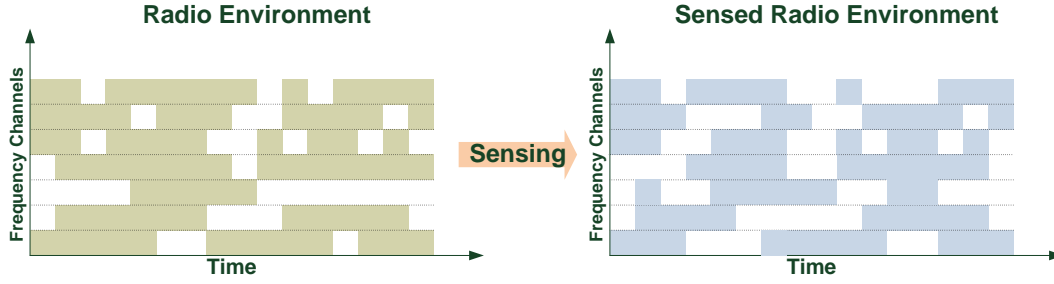 Radio Environment
Sensed Radio Environment
Frequency Channels
Sensing
Frequency Channels
Time
Time